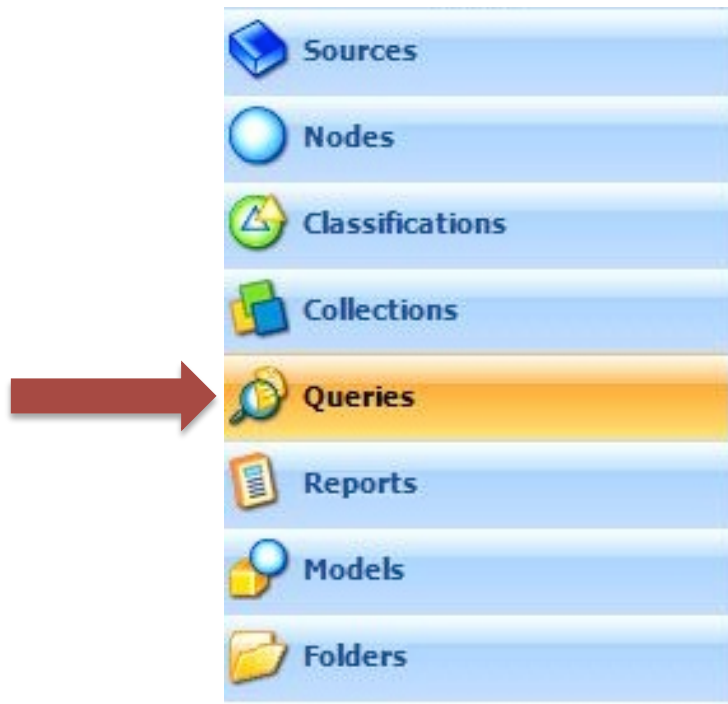 Sources
Nodes
Classifications
Collections
Queries
Reports
Models
Folders